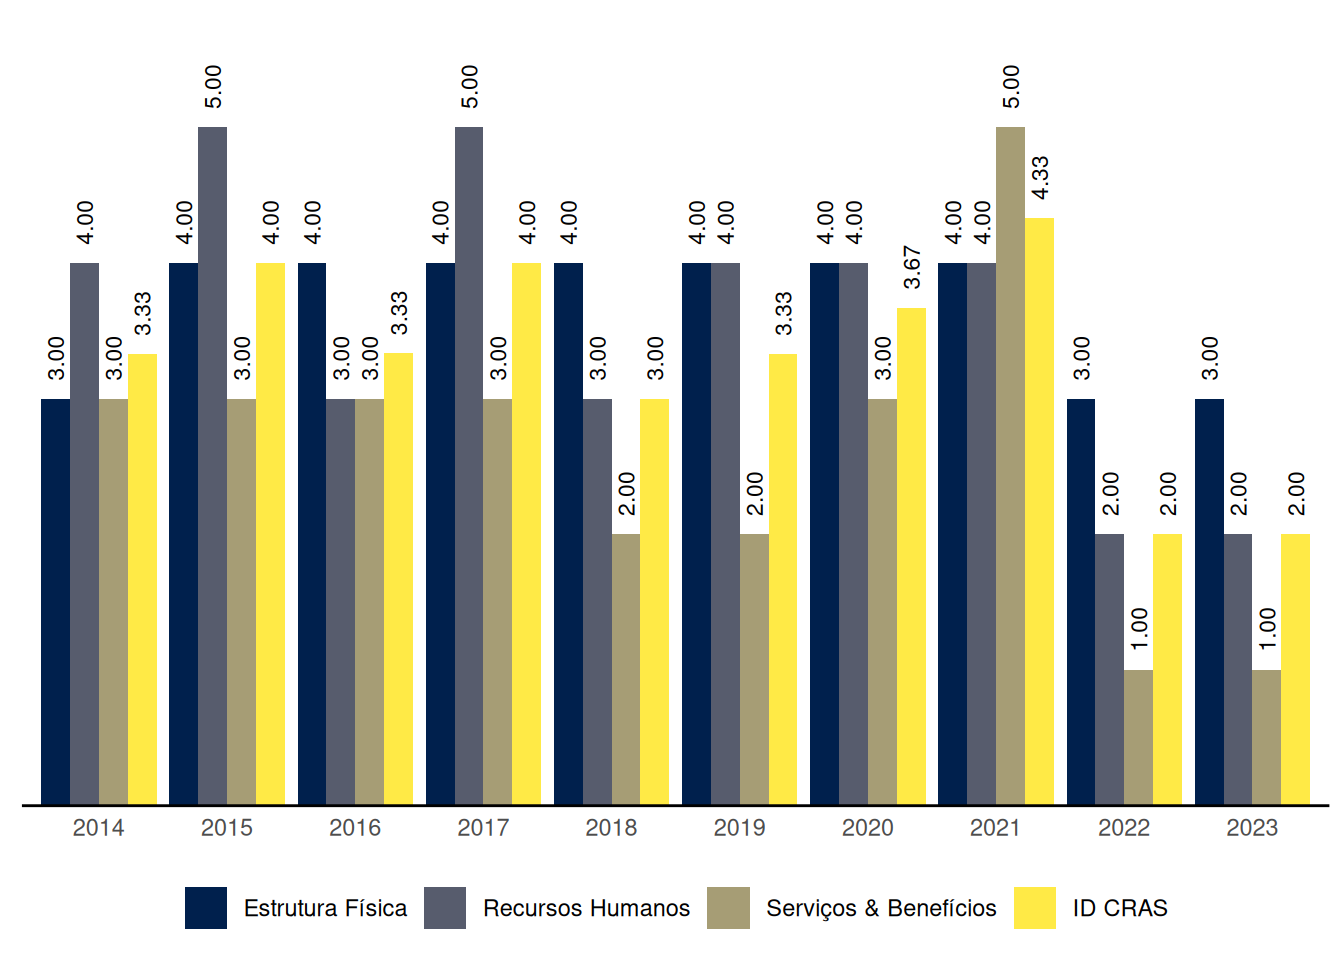 5.00 5.00 5.00
4.33
4.00 4.00 4.00 4.00 4.00 4.00 4.00 4.00 4.00 4.00 4.00 4.00 4.00
3.67
3.33 3.33 3.33
3.00 3.00 3.00 3.00 3.00 3.00 3.00 3.00 3.00 3.00 3.00
2.00 2.00 2.00 2.00 2.00 2.00
1.00 1.00
2014 2015 2016 2017 2018 2019 2020 2021 2022 2023
Estrutura Física Recursos Humanos Serviços & Benefícios ID CRAS